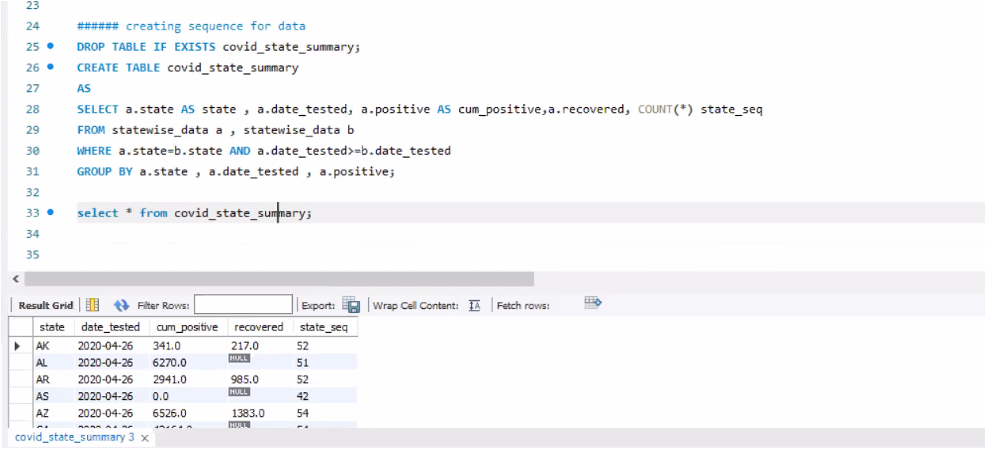 23
24 ###### creating sequence for data
25 DROP TABLE IF EXISTS covid_state_summary;
26 CREATE TABLE covid_state_summary
27 AS
28 SELECT a.state AS state , a.date_tested, a.positive AS cum_positive,a.recovered, COUNT(*) state_seq
29 FROM statewise_data a , statewise_data b
30 WHERE a.state=b.state AND a.date_tested>=b.date_tested
31 GROUP BY a.state , a.date_tested , a.positive;
32
33 select * from covid_state_summary;
34
35
Result Grid Filter Rows: Export: Wrap Cell Content: IA Fetch rows:
state date_tested cum_positive recovered state_seq
AK 2020-04-26 341.0 217.0 52
AL 2020-04-26 6270.0 NULL 51
AR 2020-04-26 2941.0 985.0 52
AS 2020-04-26 0.0 NULL 42
AZ 2020-04-26 6526.0 1383.0 54
NULL
covid_state_summary 3 x